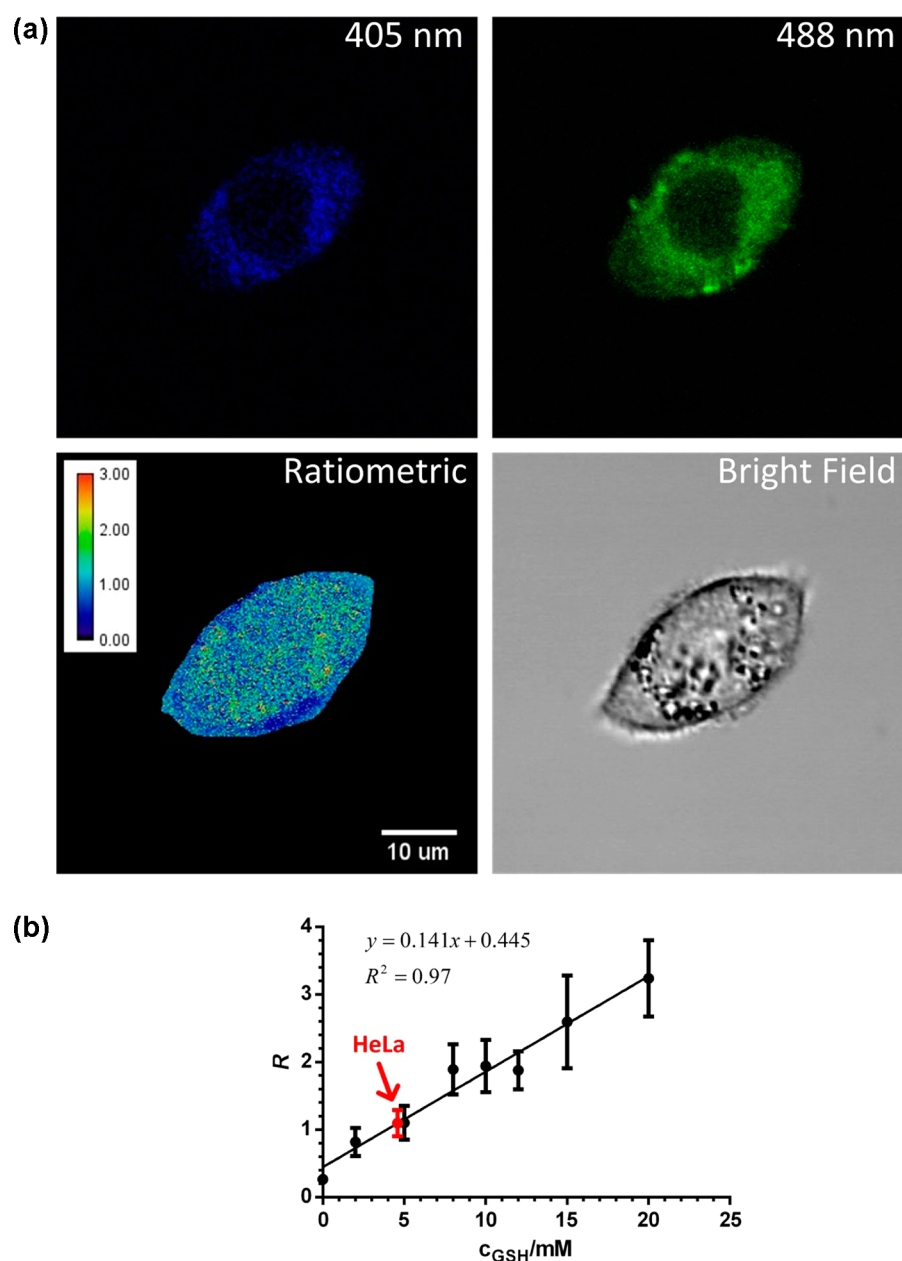 (a)
405 nm
488 nm
Ratiometric
3.00
2.00
1.00
0.00
10 um
Bright Field
(b)
y = 0.141x + 0.445
R² = 0.97
HeLa
R
4
3
2
1
0
0 5 10 15 20 25
cGSH/mM